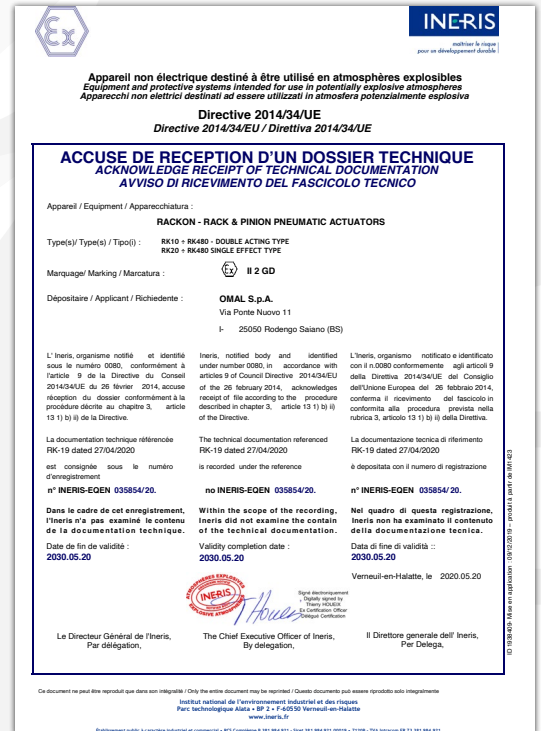 Ex
INERIS
maîtriser le risque
pour un développement durable
Appareil non électrique destiné à être utilisé en atmosphères explosibles
Equipment and protective systems intended for use in potentially explosive atmospheres
Apparecchi non elettrici destinati ad essere utilizzati in atmosfera potenzialmente esplosiva
Directive 2014/34/UE
Directive 2014/34/EU / Direttiva 2014/34/UE
ACCUSE DE RECEPTION D'UN DOSSIER TECHNIQUE
ACKNOWLEDGE RECEIPT OF TECHNICAL DOCUMENTATION
AVVISO DI RICEVIMENTO DEL FASCICOLO TECNICO
Appareil / Equipment / Apparecchiatura :
RACKON - RACK & PINION PNEUMATIC ACTUATORS
Type(s)/ Type(s) / Tipo(i) : RK10 ÷ RK480 - DOUBLE ACTING TYPE
RK20 ÷ RK480 SINGLE EFFECT TYPE
Marquage/ Marking / Marcatura : Ex II 2 GD
Dépositaire / Applicant / Richiedente : OMAL S.p.A.
Via Ponte Nuovo 11
I- 25050 Rodengo Saiano (BS)
L' Ineris, organisme notifié et identifié
sous le numéro 0080, conformément à
l'article 9 de la Directive du Conseil
2014/34/UE du 26 février 2014, accuse
réception du dossier conformément à la
procédure décrite au chapitre 3, article
13 1) b) ii) de la Directive.
La documentation technique référencée
RK-19 dated 27/04/2020
est consignée sous le numéro
d'enregistrement
n° INERIS-EQEN 035854/20.
Dans le cadre de cet enregistrement,
l'Ineris n'a pas examiné le contenu
de la documentation technique.
Date de fin de validité :
2030.05.20
Ineris, notified body and identified
under number 0080, in accordance with
articles 9 of Council Directive 2014/34/EU
of the 26 february 2014, acknowledges
receipt of file according to the procedure
described in chapter 3, article 13 1) b) ii)
of the Directive.
The technical documentation referenced
RK-19 dated 27/04/2020
is recorded under the reference
no INERIS-EQEN 035854/20.
Within the scope of the recording,
Ineris did not examine the contain
of the technical documentation.
Validity completion date :
2030.05.20
L'Ineris, organismo notificato e identificato
con il n.0080 conformemente agli articoli 9
della Direttiva 2014/34/UE del Consiglio
dell'Unione Europea del 26 febbraio 2014,
conferma il ricevimento del fascicolo in
conformita alla procedura prevista nella
rubrica 3, articolo 13 1) b) ii) della Direttiva.
La documentazione tecnica di riferimento
RK-19 dated 27/04/2020
è depositata con il numero di registrazione
n° INERIS-EQEN 035854/20.
Nel quadro di questa registrazione,
Ineris non ha examinato il contenuto
della documentazione tecnica.
Data di fine di validità ::
2030.05.20
Verneuil-en-Halatte, le 2020.05.20
ATMOSPHÈRES EXPLOSIVES
INERIS
EXPLOSIVE ATMOSPHERES
Signé électroniquement
Digitally signed by
Thierry HOUEIX
Ex Certification Officer
Délégué Certification
Le Directeur Général de l'Ineris,
Par délégation,
The Chief Executive Officer of Ineris,
By delegation,
Il Direttore generale dell' Ineris,
Per Delega,
Ce document ne peut être reproduit que dans son intégralité / Only the entire document may be reprinted / Questo documento può essere riprodotto solo integralmente
Institut national de l'environnement industriel et des risques
Parc technologique Alata • BP 2 • F-60550 Verneuil-en-Halatte
www.ineris.fr